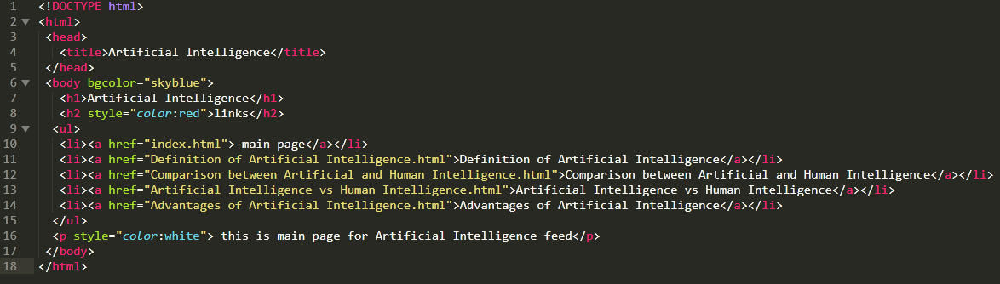 1 <!DOCTYPE html>
2 <html>
3 <head>
4 <title>Artificial Intelligence</title>
5 </head>
6 <body bgcolor="skyblue">
7 <h1>Artificial Intelligence</h1>
8 <h2 style="color:red">links</h2>
9 <ul>
10 <li><a href="index.html">-main page</a></li>
11 <li><a href="Definition of Artificial Intelligence.html">Definition of Artificial Intelligence</a></li>
12 <li><a href="Comparison between Artificial and Human Intelligence.html">Comparison between Artificial and Human Intelligence</a></li>
13 <li><a href="Artificial Intelligence vs Human Intelligence.html">Artificial Intelligence vs Human Intelligence</a></li>
14 <li><a href="Advantages of Artificial Intelligence.html">Advantages of Artificial Intelligence</a></li>
15 </ul>
16 <p style="color:white"> this is main page for Artificial Intelligence feed</p>
17 </body>
18 </html>